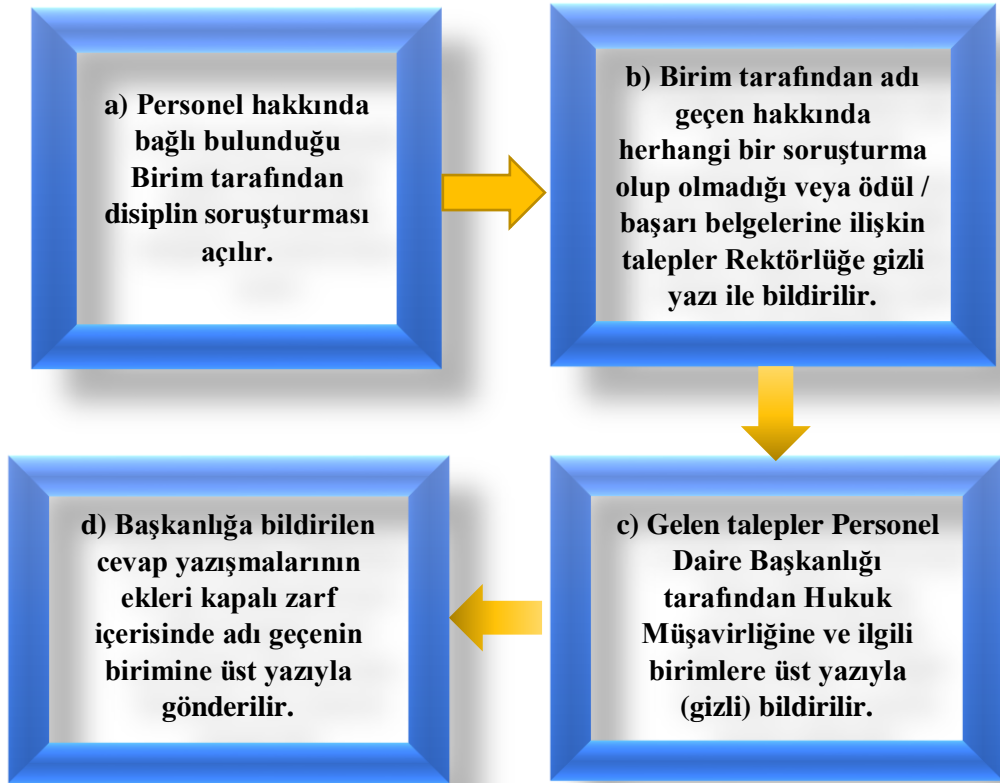 a) Personel hakkında
bağlı bulunduğu
Birim tarafından
disiplin soruşturması
açılır.
b) Birim tarafından adı
geçen hakkında
herhangi bir soruşturma
olup olmadığı veya ödül /
başarı belgelerine ilişkin
talepler Rektörlüğe gizli
yazı ile bildirilir.
c) Gelen talepler Personel
Daire Başkanlığı
tarafından Hukuk
Müşavirliğine ve ilgili
birimlere üst yazıyla
(gizli) bildirilir.
d) Başkanlığa bildirilen
cevap yazışmalarının
ekleri kapalı zarf
içerisinde adı geçenin
birimine üst yazıyla
gönderilir.